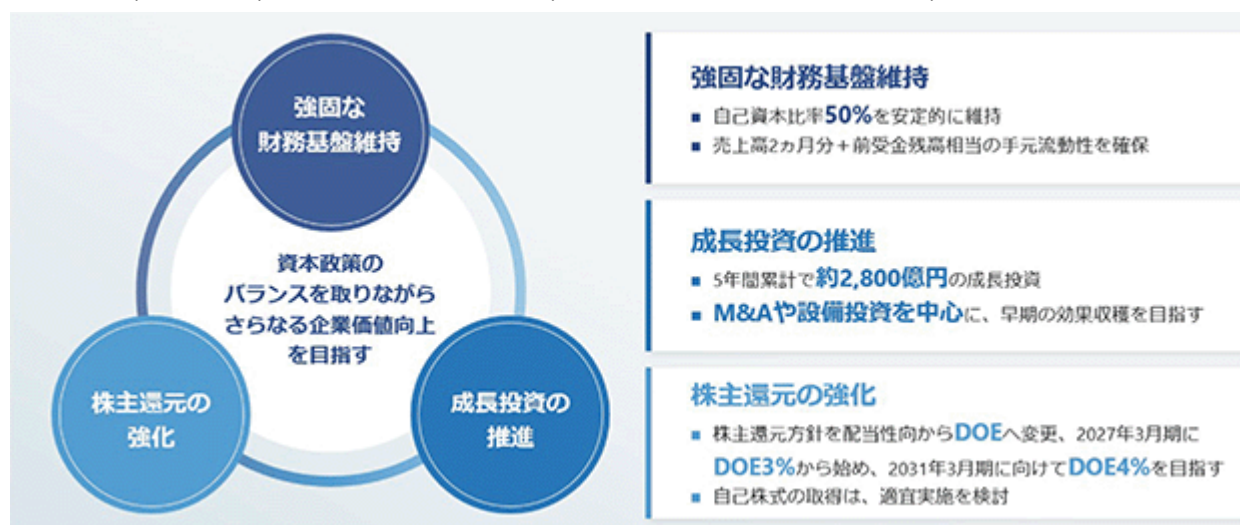 強固な
財務基盤維持
資本政策の
バランスを取りながら
さらなる企業価値向上
を目指す
株主還元の
強化
成長投資の
推進
強固な財務基盤維持
■ 自己資本比率50%を安定的に維持
■ 売上高2ヵ月分＋前受金残高相当の手元流動性を確保
成長投資の推進
■ 5年間累計で約2,800億円の成長投資
■ M&Aや設備投資を中心に、早期の効果収穫を目指す
株主還元の強化
■ 株主還元方針を配当性向からDOEへ変更、2027年3月期に
DOE3%から始め、2031年3月期に向けてDOE4%を目指す
■ 自己株式の取得は、適宜実施を検討